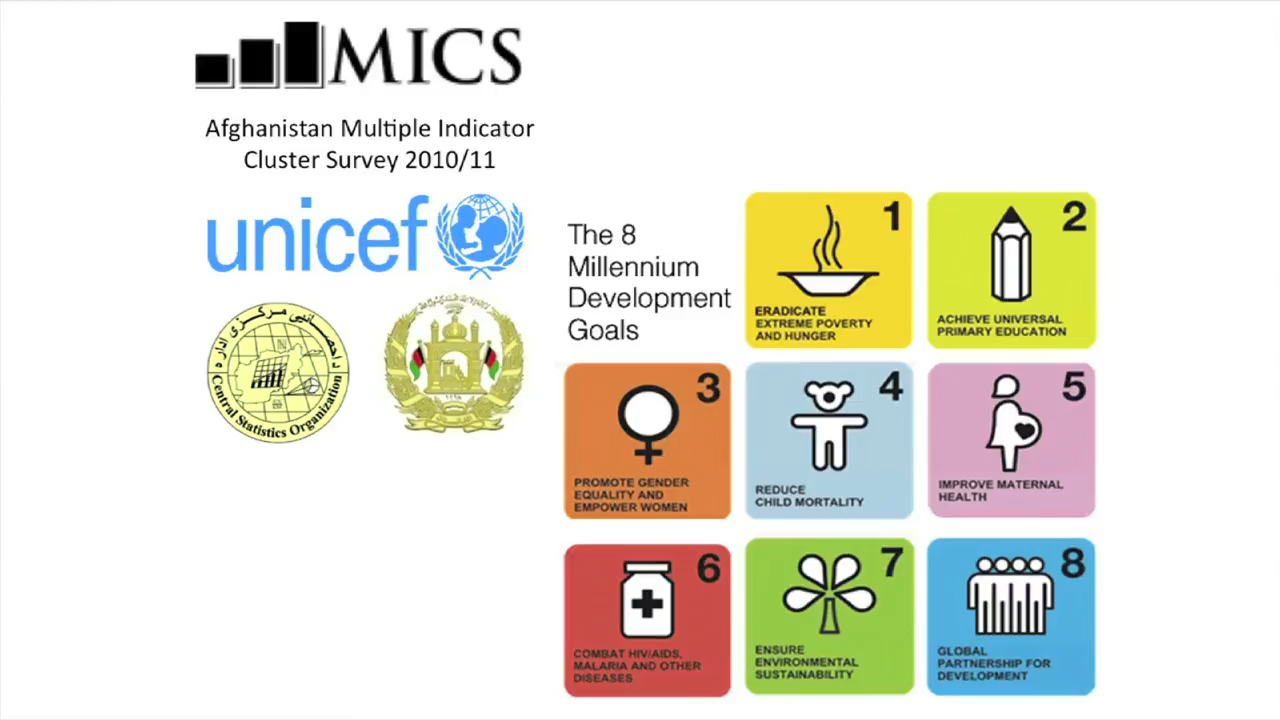 MICS
Afghanistan Multiple Indicator
Cluster Survey 2010/11
unicef
د احصائیې مرکزي اداره
Central Statistics Organization
The 8
Millennium
Development
Goals
1
ERADICATE
EXTREME POVERTY
AND HUNGER
2
ACHIEVE UNIVERSAL
PRIMARY EDUCATION
3
PROMOTE GENDER
EQUALITY AND
EMPOWER WOMEN
4
REDUCE
CHILD MORTALITY
5
IMPROVE MATERNAL
HEALTH
6
COMBAT HIV/AIDS,
MALARIA AND OTHER
DISEASES
7
ENSURE
ENVIRONMENTAL
SUSTAINABILITY
8
GLOBAL
PARTNERSHIP FOR
DEVELOPMENT